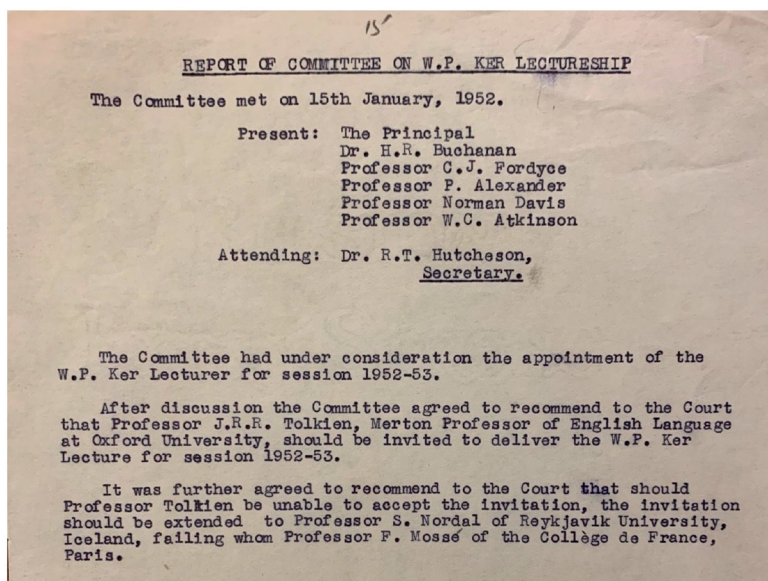 15
REPORT OF COMMITTEE ON W.P. KER LECTURESHIP
The Committee met on 15th January, 1952.
Present: The Principal
Dr. H.R. Buchanan
Professor C.J. Fordyce
Professor P. Alexander
Professor Norman Davis
Professor W.C. Atkinson
Attending: Dr. R.T. Hutcheson,
Secretary.
The Committee had under consideration the appointment of the
W.P. Ker Lecturer for session 1952-53.
After discussion the Committee agreed to recommend to the Court
that Professor J.R.R. Tolkien, Merton Professor of English Language
at Oxford University, should be invited to deliver the W.P. Ker
Lecture for session 1952-53.
It was further agreed to recommend to the Court that should
Professor Tolkien be unable to accept the invitation, the invitation
should be extended to Professor S. Nordal of Reykjavik University,
Iceland, failing whom Professor F. Mossé of the Collège de France,
Paris.